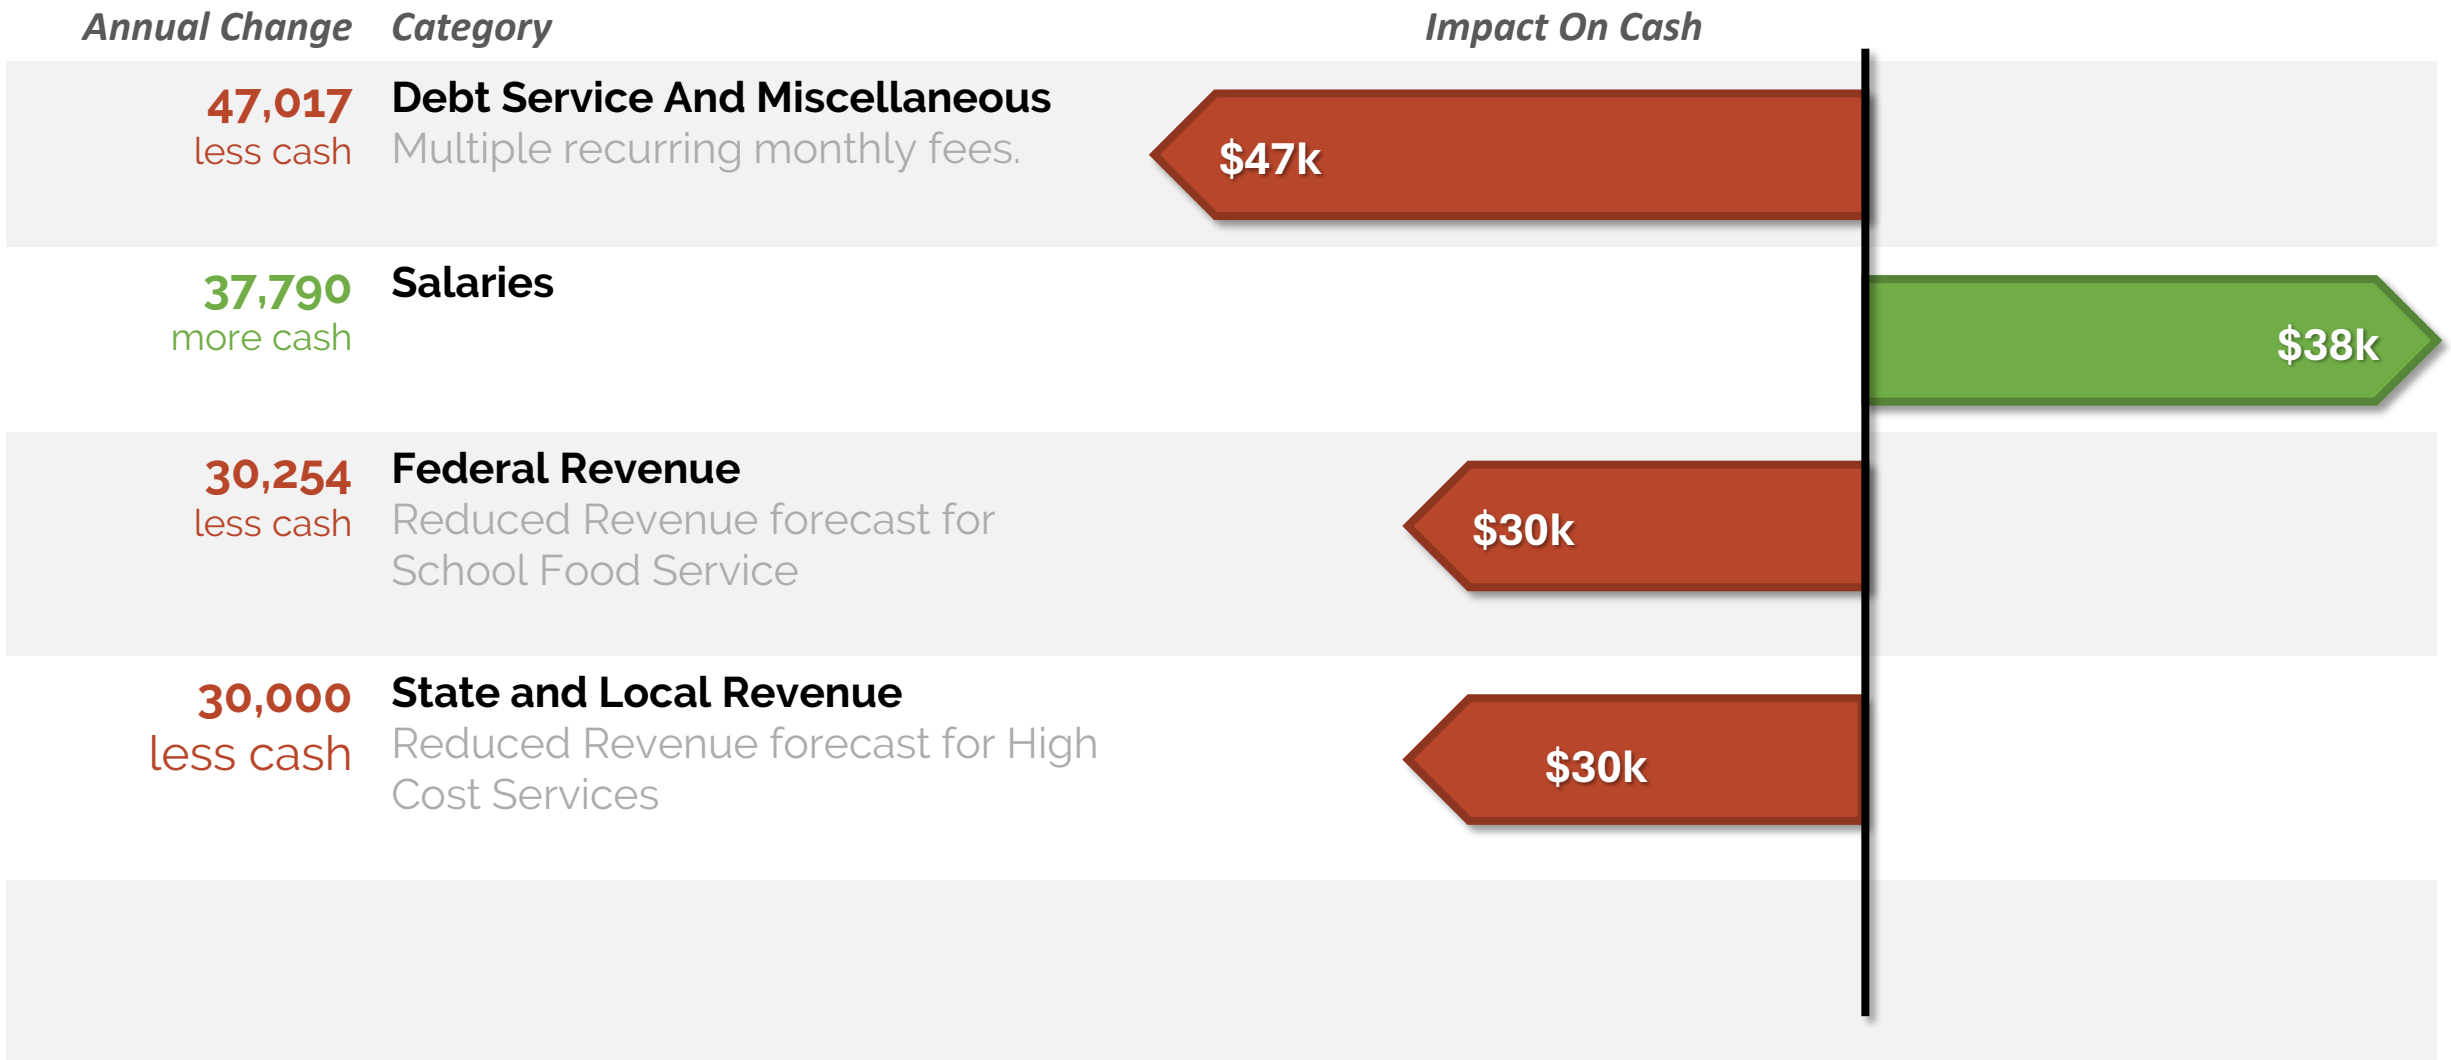 Annual Change Category Impact On Cash
47,017 Debt Service And Miscellaneous
less cash Multiple recurring monthly fees.
$47k
37,790 Salaries
more cash
$38k
30,254 Federal Revenue
less cash Reduced Revenue forecast for
School Food Service
$30k
30,000 State and Local Revenue
less cash Reduced Revenue forecast for High
Cost Services
$30k